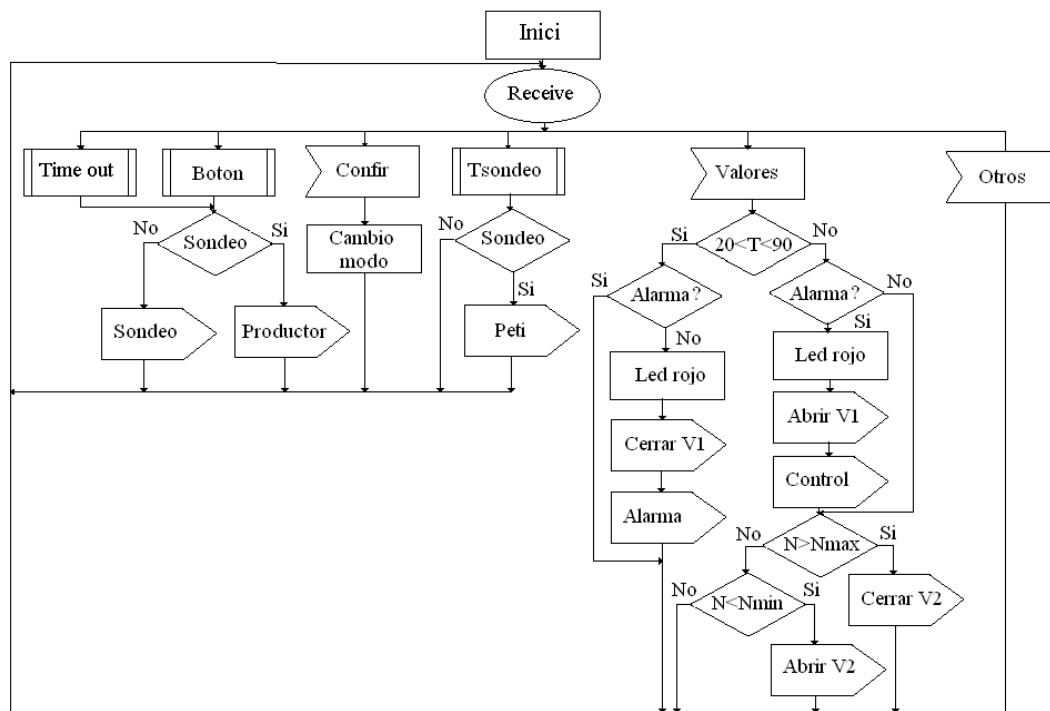 Inici
Receive
Time out
Boton
Confir
Tsondeo
Valores
Otros
No
Sondeo
Si
Cambio
modo
No
Sondeo
Si
20<T<90
No
Si
Alarma?
Alarma?
No
Sondeo
Productor
Si
Peti
No
Led rojo
Si
Led rojo
Cerrar V1
Abrir V1
Alarma
Control
No
N>Nmax
Si
No
N<Nmin
Si
Cerrar V2
Abrir V2